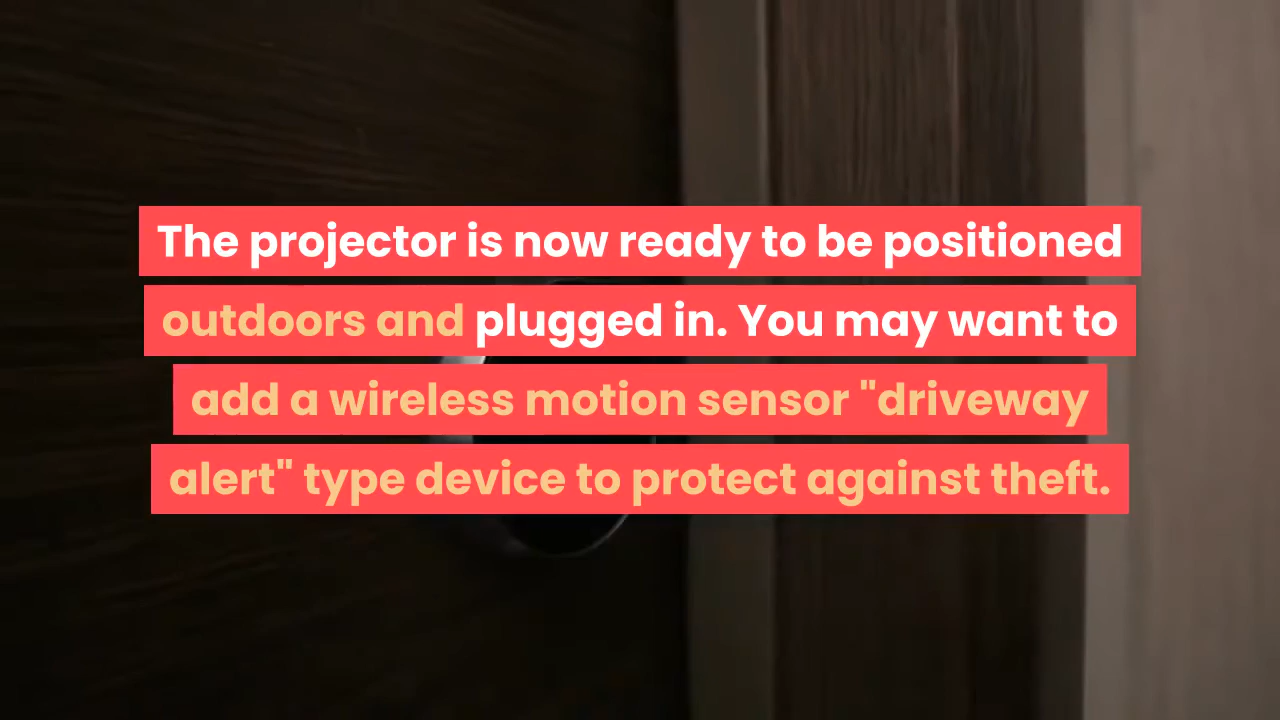 The projector is now ready to be positioned
outdoors and plugged in. You may want to
add a wireless motion sensor "driveway
alert" type device to protect against theft.